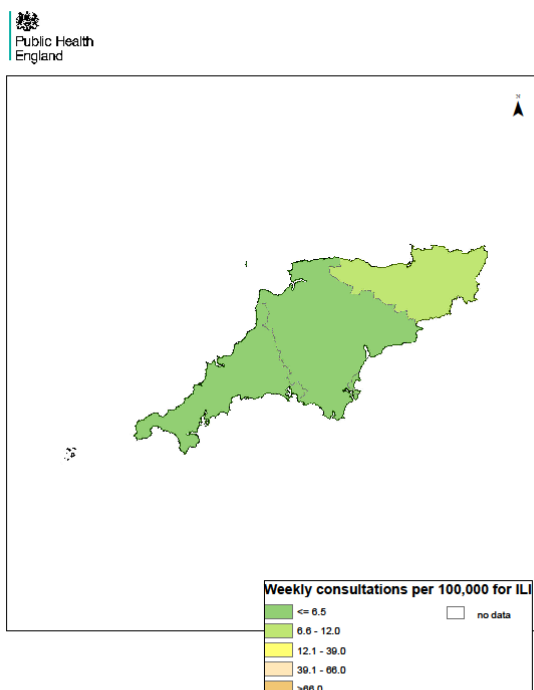 Public Health
England
N
Weekly consultations per 100,000 for ILI
<= 6.5
no data
6.6 - 12.0
12.1 - 39.0
39.1 - 66.0
>66.0